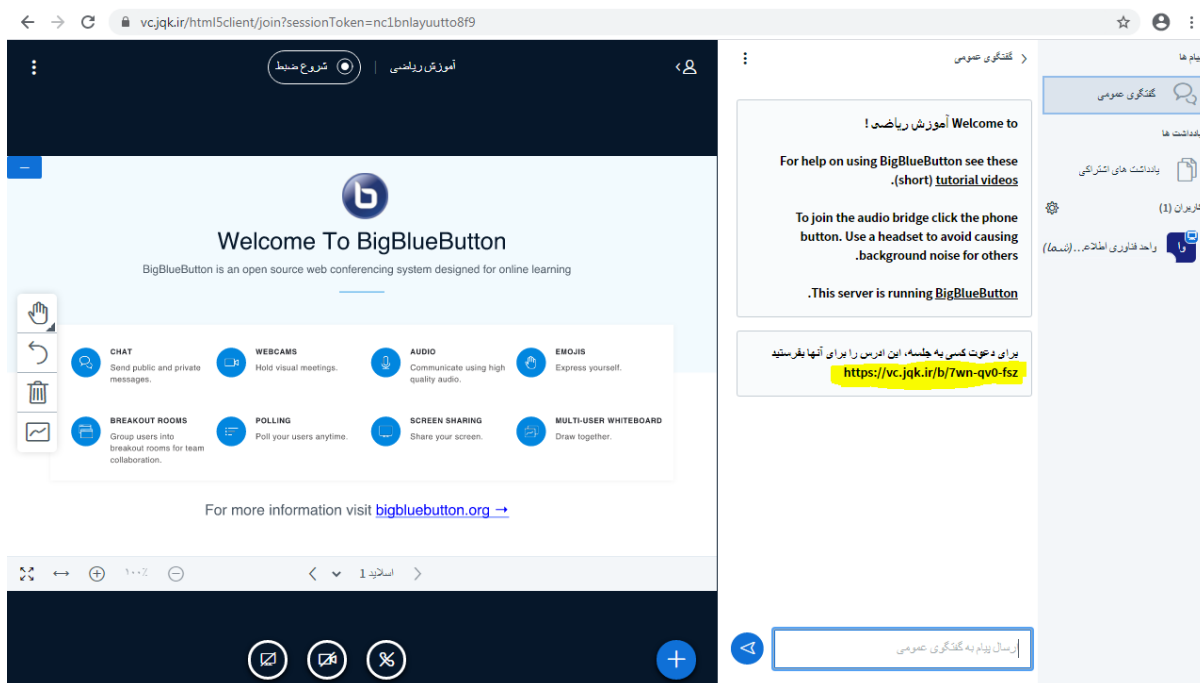 vc.jqk.ir/html5client/join?sessionToken=nc1bnlayuutto8f9
پیام ها
گفتگوی عمومی
یادداشت ها
یادداشت های اشتراکی
کاربران (1)
وا
واحد فناوری اطلاعـ...(شما)
گفتگوی عمومی
Welcome to آموزش ریاضی !
For help on using BigBlueButton see these
(short) tutorial videos.
To join the audio bridge click the phone
button. Use a headset to avoid causing
background noise for others.
This server is running BigBlueButton.
برای دعوت کسی به جلسه، این ادرس را برای آنها بفرستید
https://vc.jqk.ir/b/7wn-qv0-fsz
ارسال پیام به گفتگوی عمومی
آموزش ریاضی | شروع ضبط
b
Welcome To BigBlueButton
BigBlueButton is an open source web conferencing system designed for online learning
CHAT
Send public and private
messages.
WEBCAMS
Hold visual meetings.
AUDIO
Communicate using high
quality audio.
EMOJIS
Express yourself.
BREAKOUT ROOMS
Group users into
breakout rooms for team
collaboration.
POLLING
Poll your users anytime.
SCREEN SHARING
Share your screen.
MULTI-USER WHITEBOARD
Draw together.
For more information visit bigbluebutton.org →
۱۰۰٪
اسلاید 1